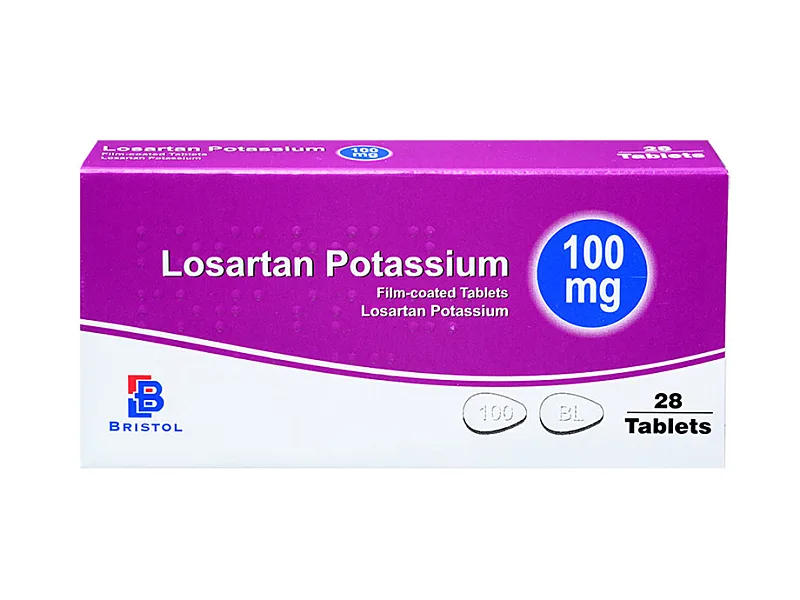 Losartan Potassium
Film-coated Tablets
Losartan Potassium
100
mg
28
Tablets
Losartan Potassium
Film-coated Tablets
Losartan Potassium
100
mg
B
BRISTOL
100
BL
28
Tablets